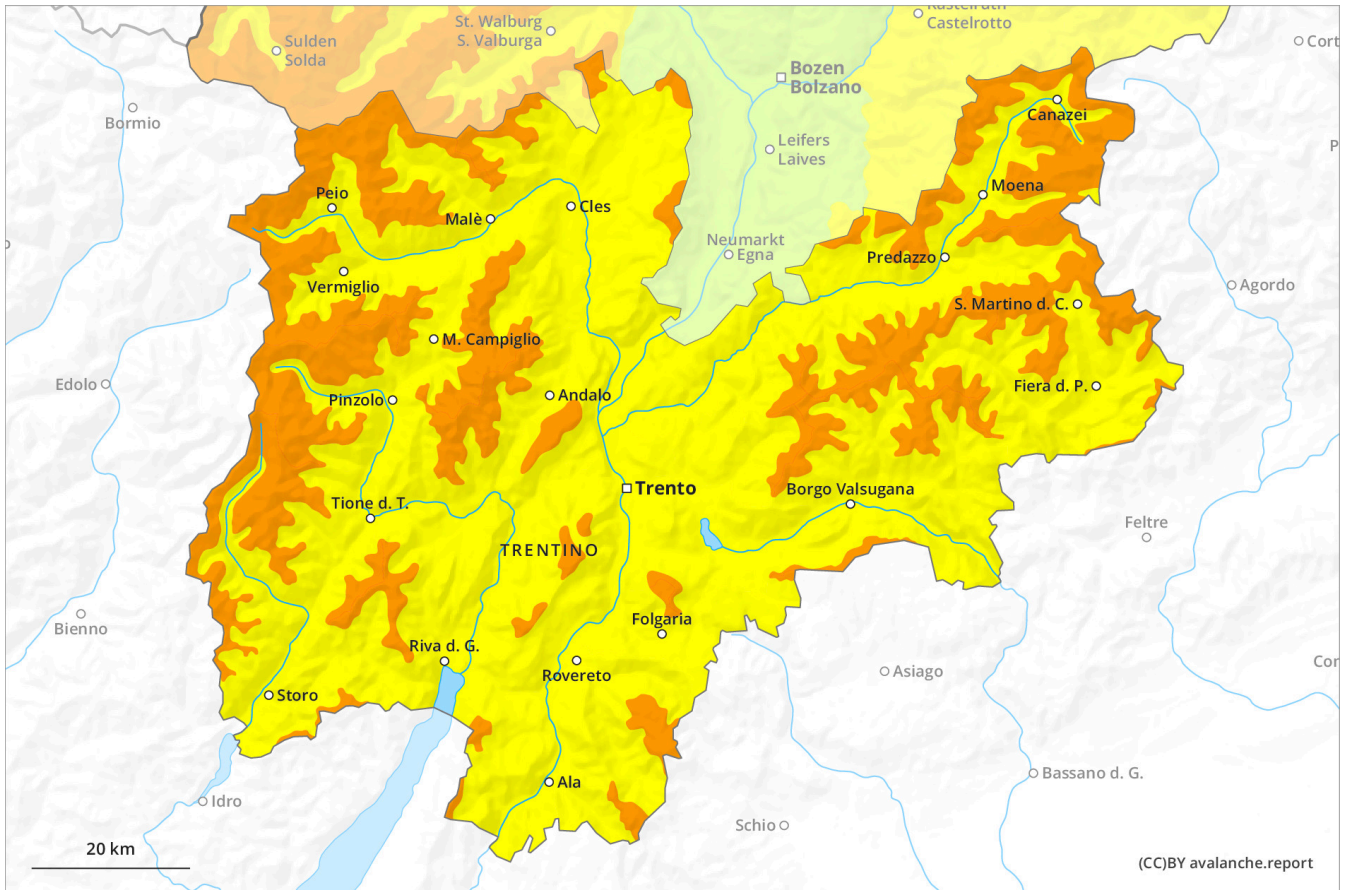 Kastelruth
Castelrotto
St. Walburg
S. Valburga
Sulden
Solda
Cort
Bozen
Bolzano
Bormio
Canazei
Leifers
Laives
P
Moena
Peio
Malè
Cles
Neumarkt
Egna
Predazzo
Vermiglio
Agordo
S. Martino d. C.
M. Campiglio
Edolo
Fiera d. P.
Pinzolo
Andalo
Trento
Borgo Valsugana
Tione d. T.
Feltre
TRENTINO
Bienno
Folgaria
Riva d. G.
Rovereto
Asiago
Cor
Storo
Bassano d. G.
Ala
Idro
Schio
20 km
(CC)BY avalanche.report